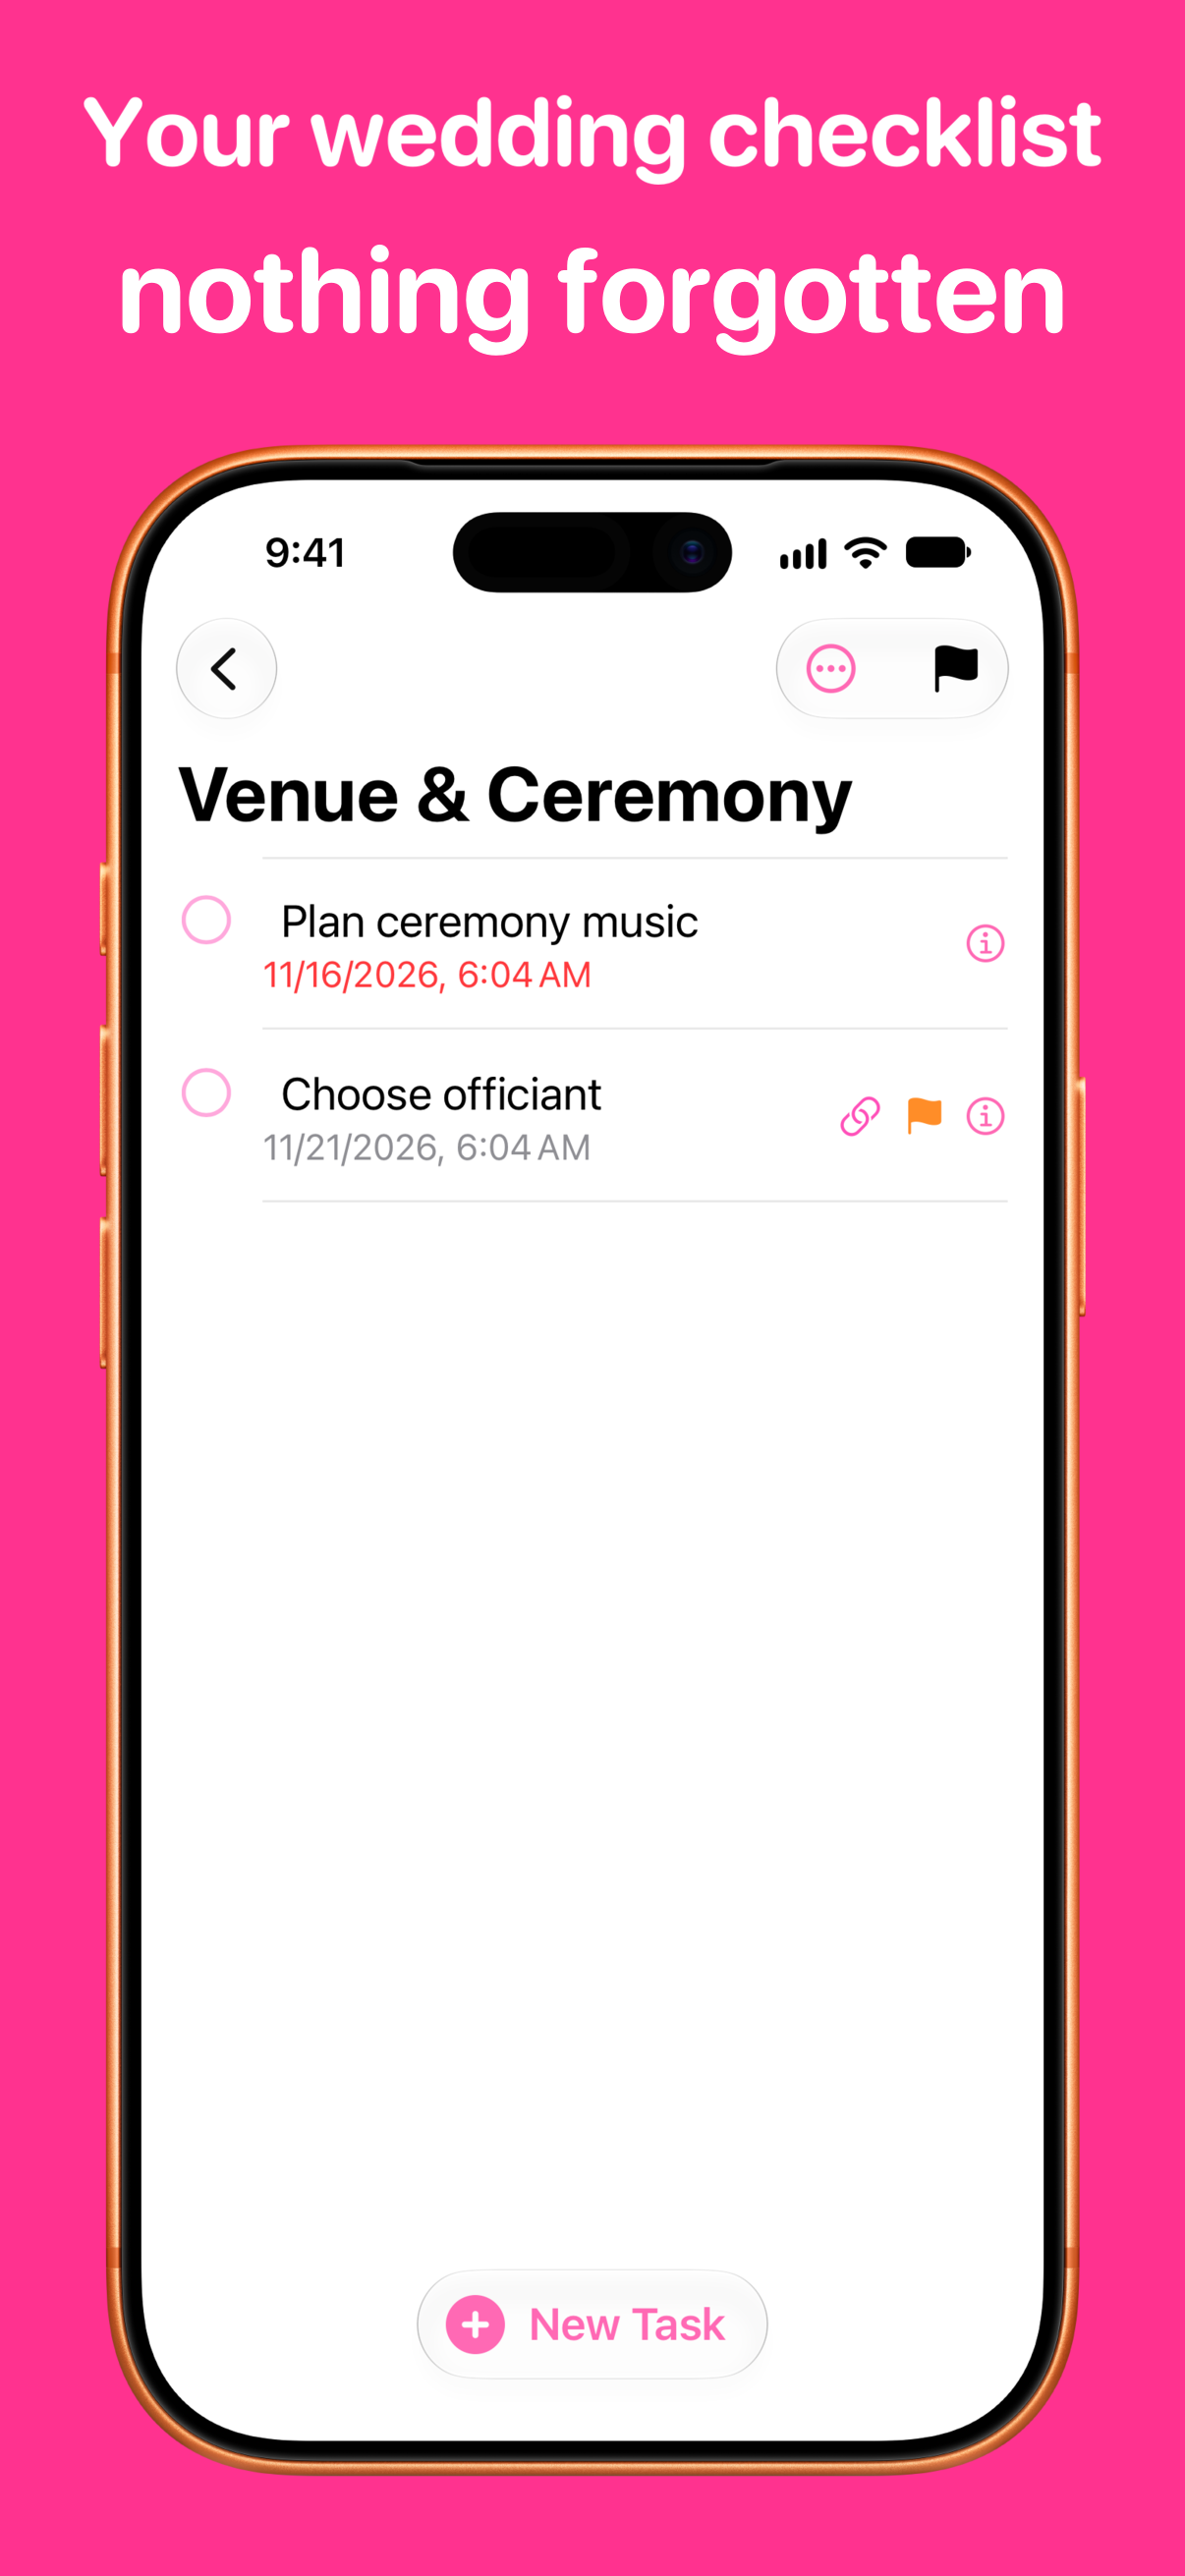 Your wedding checklist
nothing forgotten
9:41
Venue & Ceremony
Plan ceremony music
11/16/2026, 6:04 AM
Choose officiant
11/21/2026, 6:04 AM
New Task